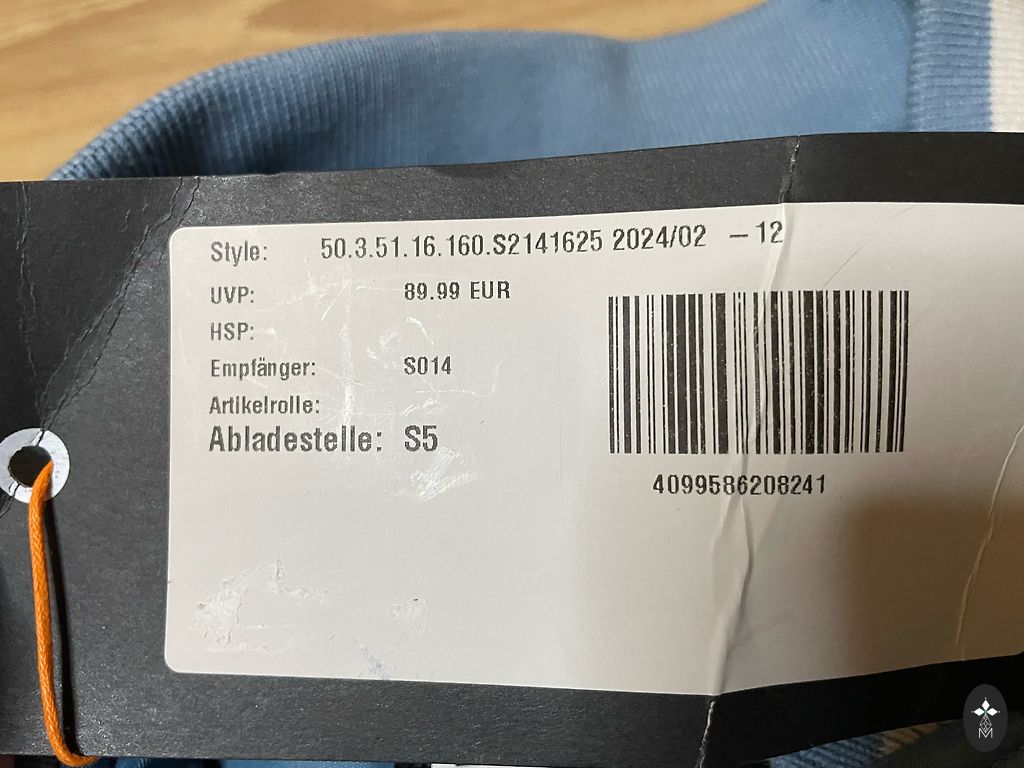 Style: 50.3.51.16.160.S2141625 2024/02 – 12
UVP: 89.99 EUR
HSP:
Empfänger: S014
Artikelrolle:
Abladestelle: S5
4099586208241
M